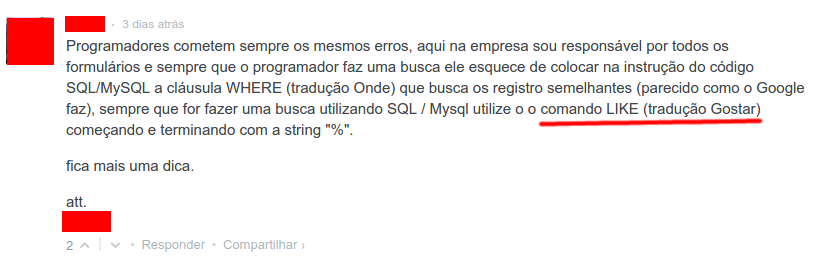 • 3 dias atrás
Programadores cometem sempre os mesmos erros, aqui na empresa sou responsável por todos os
formulários e sempre que o programador faz uma busca ele esquece de colocar na instrução do código
SQL/MySQL a cláusula WHERE (tradução Onde) que busca os registro semelhantes (parecido como o Google
faz), sempre que for fazer uma busca utilizando SQL / Mysql utilize o o comando LIKE (tradução Gostar)
começando e terminando com a string "%".
fica mais uma dica.
att.
2 • Responder • Compartilhar ›